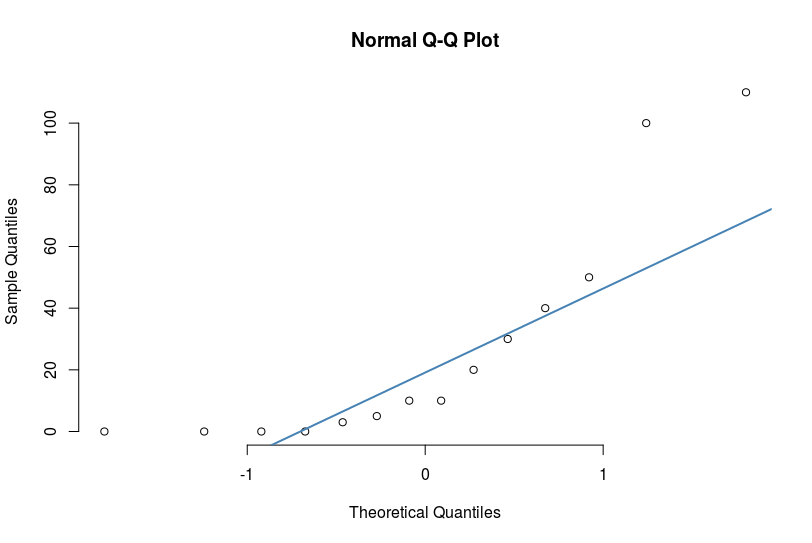 Normal Q-Q Plot
Sample Quantiles
100
80
60
40
20
0
-1 0 1
Theoretical Quantiles